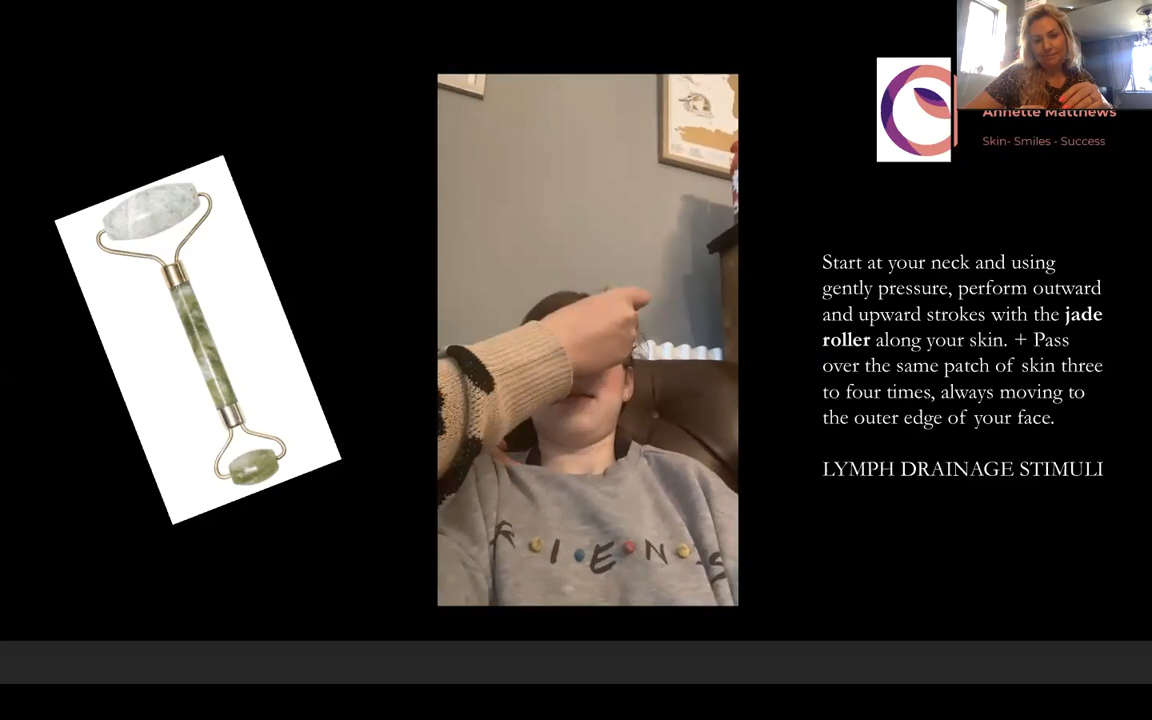 Annette Matthews
Skin- Smiles - Success
Start at your neck and using
gently pressure, perform outward
and upward strokes with the jade
roller along your skin. + Pass
over the same patch of skin three
to four times, always moving to
the outer edge of your face.
LYMPH DRAINAGE STIMULI
F•I•E•N•S